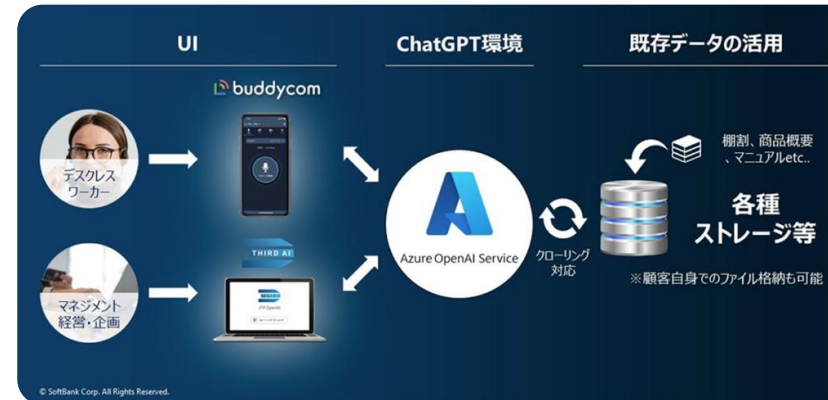 UI
ChatGPT環境
既存データの活用
buddycom
デスクレス
ワーカー
THIRD AI
マネジメント
経営・企画
Azure OpenAI Service
クローリング
対応
棚割、商品概要
、マニュアルetc..
各種
ストレージ等
※顧客自身でのファイル格納も可能
© SoftBank Corp. All Rights Reserved.